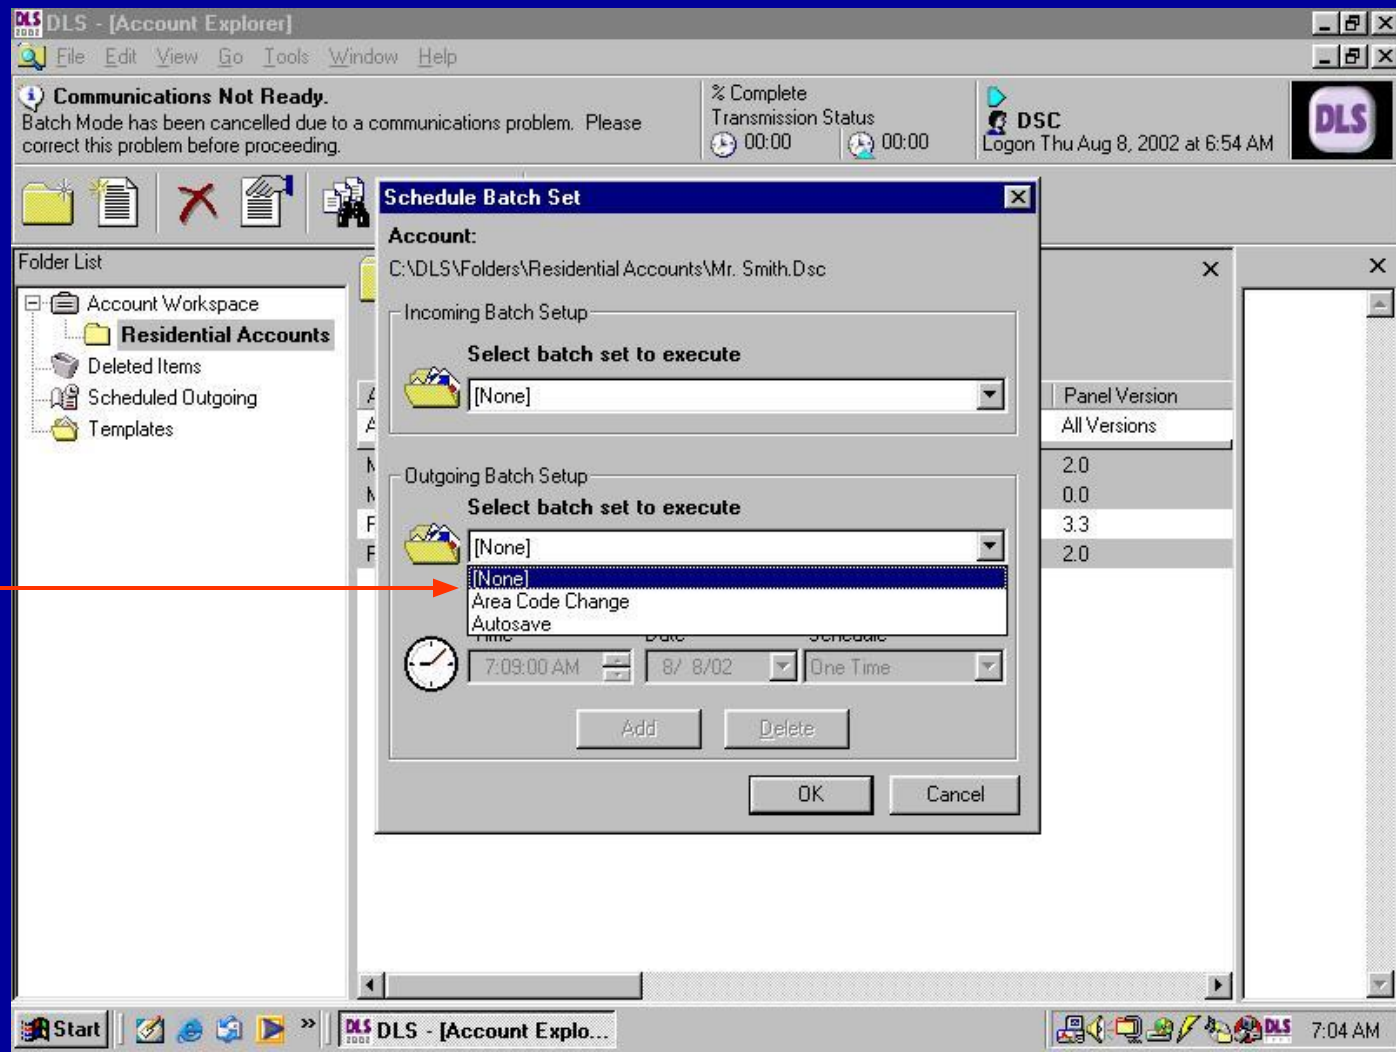 DLS - [Account Explorer]
File Edit View Go Tools Window Help
Communications Not Ready.
Batch Mode has been cancelled due to a communications problem. Please
correct this problem before proceeding.
% Complete
Transmission Status
00:00 00:00
DSC
Logon Thu Aug 8, 2002 at 6:54 AM
DLS
Folder List
Account Workspace
Residential Accounts
Deleted Items
Scheduled Outgoing
Templates
Schedule Batch Set
Account:
C:\DLS\Folders\Residential Accounts\Mr. Smith.Dsc
Incoming Batch Setup
Select batch set to execute
[None]
Outgoing Batch Setup
Select batch set to execute
[None]
[None]
Area Code Change
Autosave
Time Date Schedule
7:09:00 AM 8/ 8/02 One Time
Add Delete
OK Cancel
Panel Version
All Versions
2.0
0.0
3.3
2.0
Start
DLS - [Account Explo...
DLS
7:04 AM